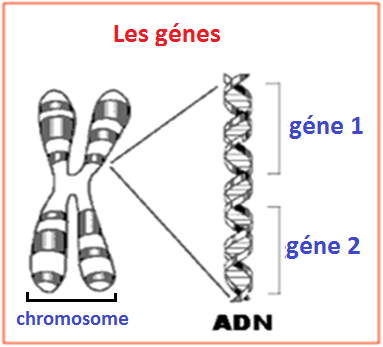 Les génes
géne 1
géne 2
chromosome
ADN